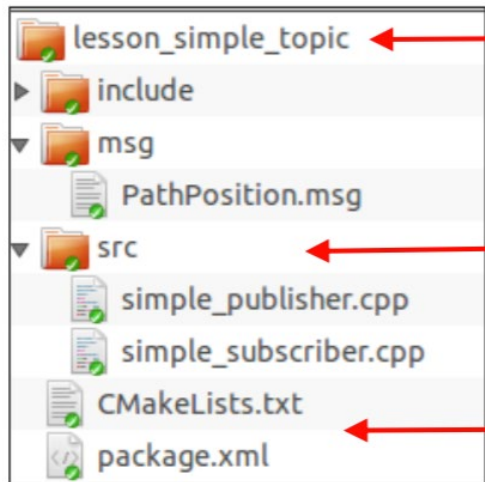 lesson_simple_topic
include
msg
PathPosition.msg
src
simple_publisher.cpp
simple_subscriber.cpp
CMakeLists.txt
package.xml